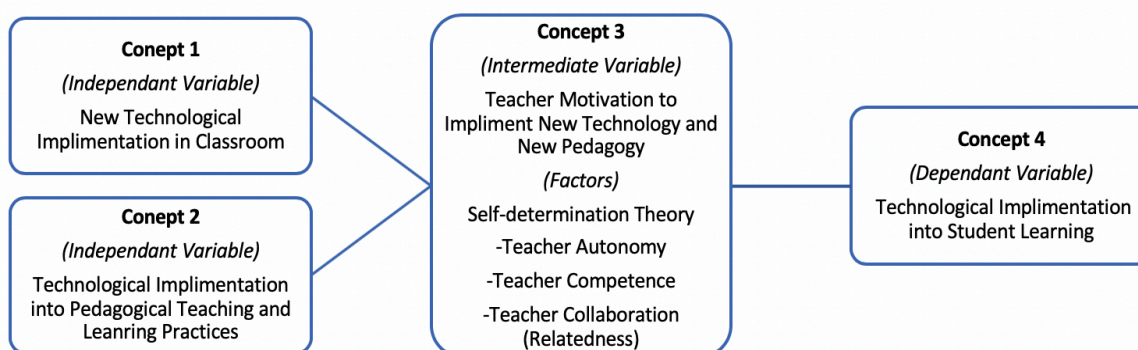 Conept 1
(Independant Variable)
New Technological
Implimentation in Classroom
Conept 2
(Independant Variable)
Technological Implimentation
into Pedagogical Teaching and
Leanring Practices
Concept 3
(Intermediate Variable)
Teacher Motivation to
Impliment New Technology and
New Pedagogy
(Factors)
Self-determination Theory
-Teacher Autonomy
-Teacher Competence
-Teacher Collaboration
(Relatedness)
Concept 4
(Dependant Variable)
Technological Implimentation
into Student Learning